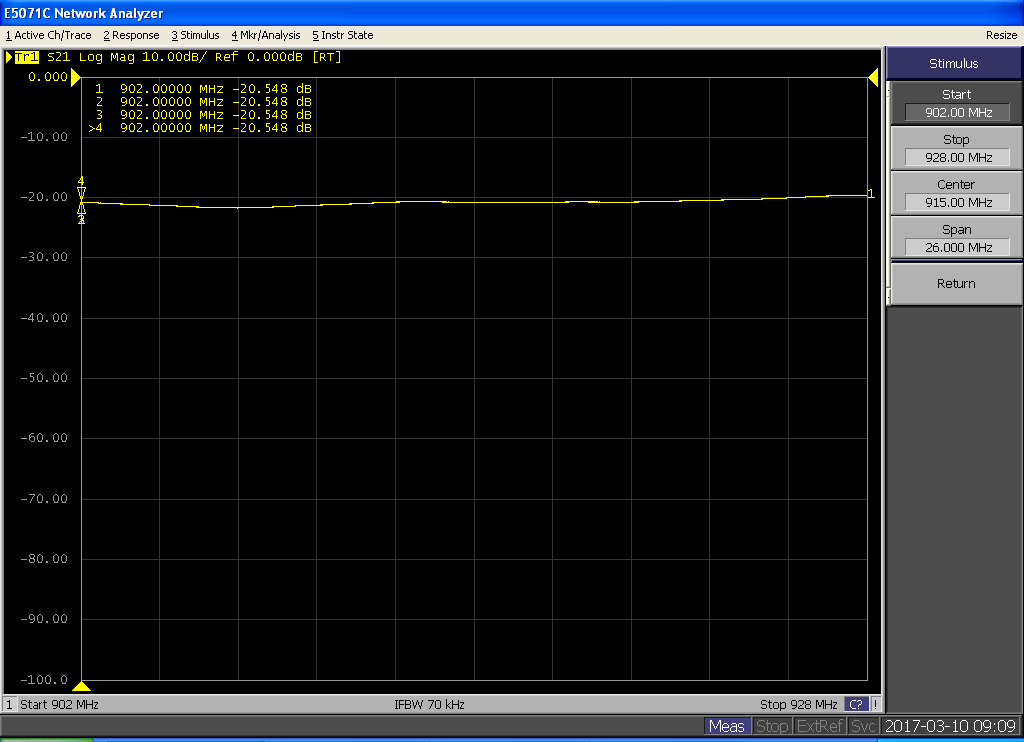 E5071C Network Analyzer
1 Active Ch/Trace 2 Response 3 Stimulus 4 Mkr/Analysis 5 Instr State Resize
Tr1 S21 Log Mag 10.00dB/ Ref 0.000dB [RT]
Stimulus
0.000
1 902.00000 MHz -20.548 dB
2 902.00000 MHz -20.548 dB
3 902.00000 MHz -20.548 dB
>4 902.00000 MHz -20.548 dB
Start
902.00 MHz
-10.00
Stop
928.00 MHz
4
Center
-20.00
1
915.00 MHz
Span
26.000 MHz
-30.00
Return
-40.00
-50.00
-60.00
-70.00
-80.00
-90.00
-100.0
1 Start 902 MHz IFBW 70 kHz Stop 928 MHz C? !
Meas Stop ExtRef Svc 2017-03-10 09:09